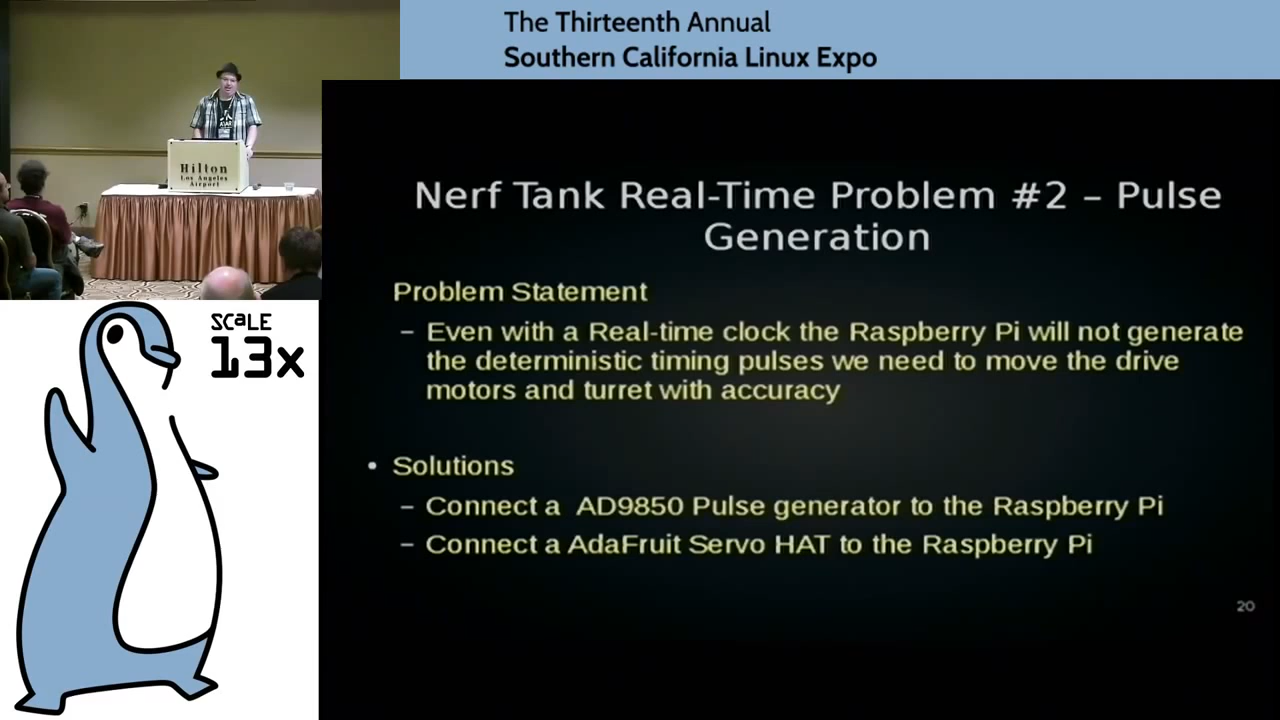 The Thirteenth Annual
Southern California Linux Expo
Hilton
Los Angeles
Airport
SCaLE
13x
Nerf Tank Real-Time Problem #2 – Pulse
Generation
Problem Statement
– Even with a Real-time clock the Raspberry Pi will not generate
the deterministic timing pulses we need to move the drive
motors and turret with accuracy
• Solutions
– Connect a  AD9850 Pulse generator to the Raspberry Pi
– Connect a AdaFruit Servo HAT to the Raspberry Pi
20